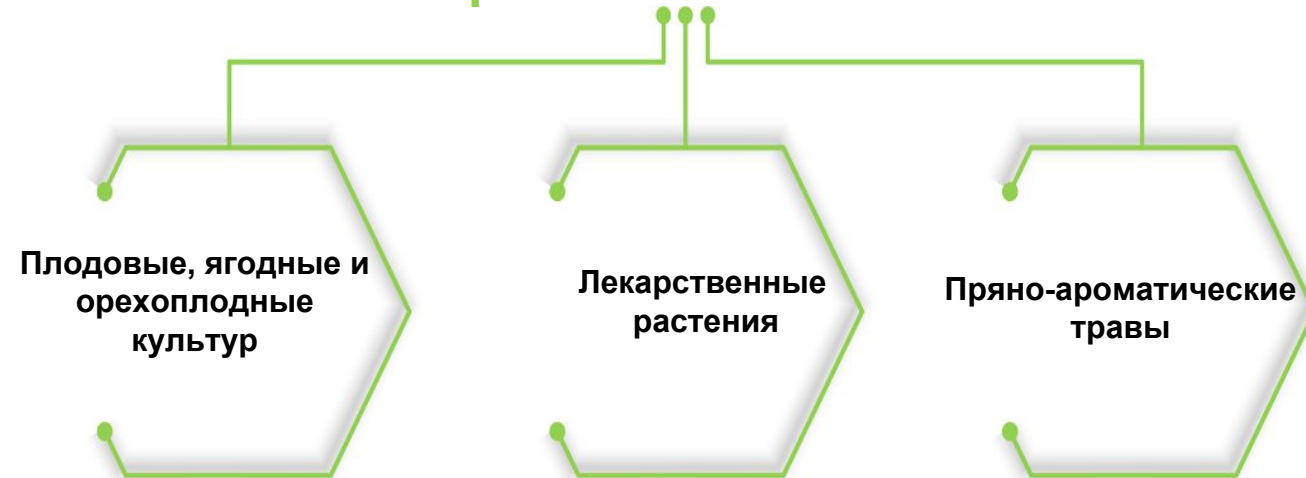 Плодовые, ягодные и
орехоплодные
культур
Лекарственные
растения
Пряно-ароматические
травы